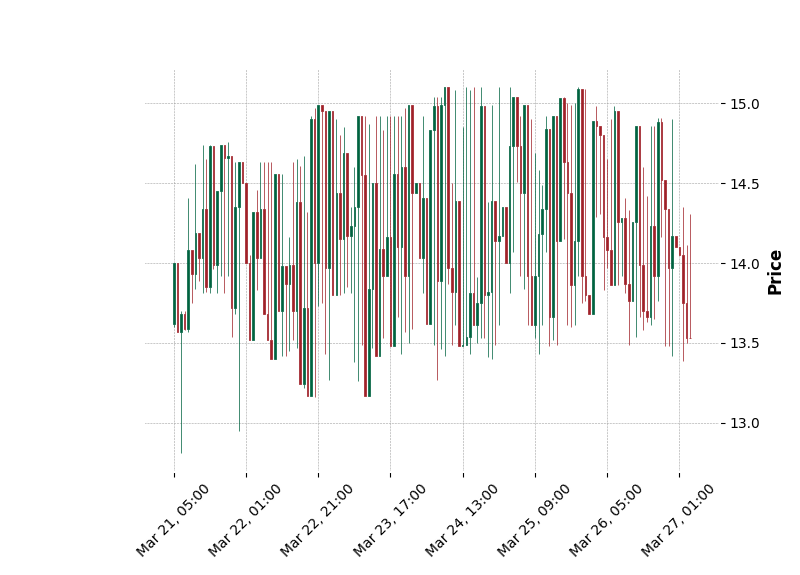 15.0
14.5
14.0
13.5
13.0
Price
Mar 21, 05:00
Mar 22, 01:00
Mar 22, 21:00
Mar 23, 17:00
Mar 24, 13:00
Mar 25, 09:00
Mar 26, 05:00
Mar 27, 01:00